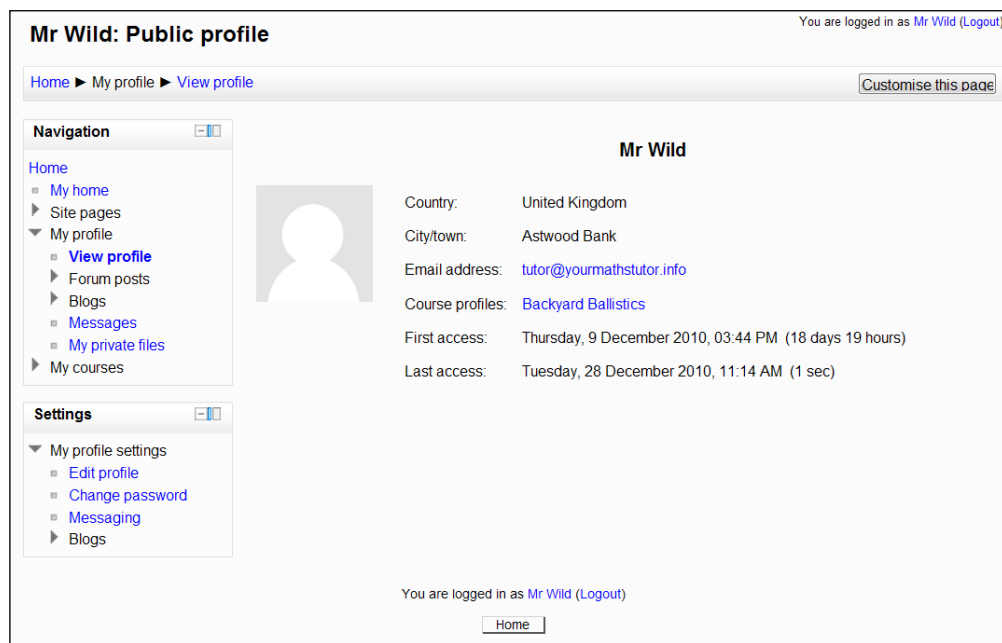 You are logged in as Mr Wild (Logout)
Mr Wild: Public profile
Home ► My profile ► View profile
Customise this page
Navigation
Home
My home
Site pages
My profile
View profile
Forum posts
Blogs
Messages
My private files
My courses
Settings
My profile settings
Edit profile
Change password
Messaging
Blogs
Mr Wild
Country: United Kingdom
City/town: Astwood Bank
Email address: tutor@yourmathstutor.info
Course profiles: Backyard Ballistics
First access: Thursday, 9 December 2010, 03:44 PM (18 days 19 hours)
Last access: Tuesday, 28 December 2010, 11:14 AM (1 sec)
You are logged in as Mr Wild (Logout)
Home